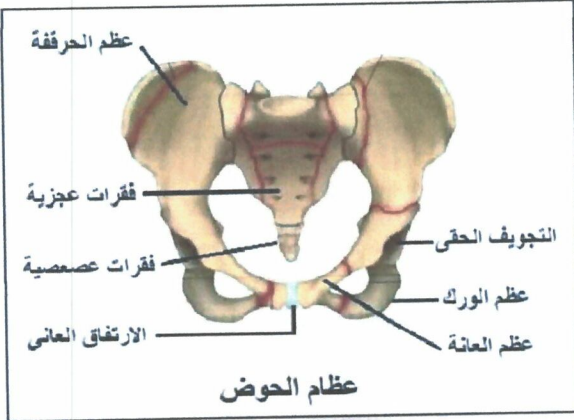 عظم الحرقفة
فقرات عجزية
فقرات عصعصية
الارتفاق العانى
التجويف الحقى
عظم الورك
عظم العانة
عظام الحوض